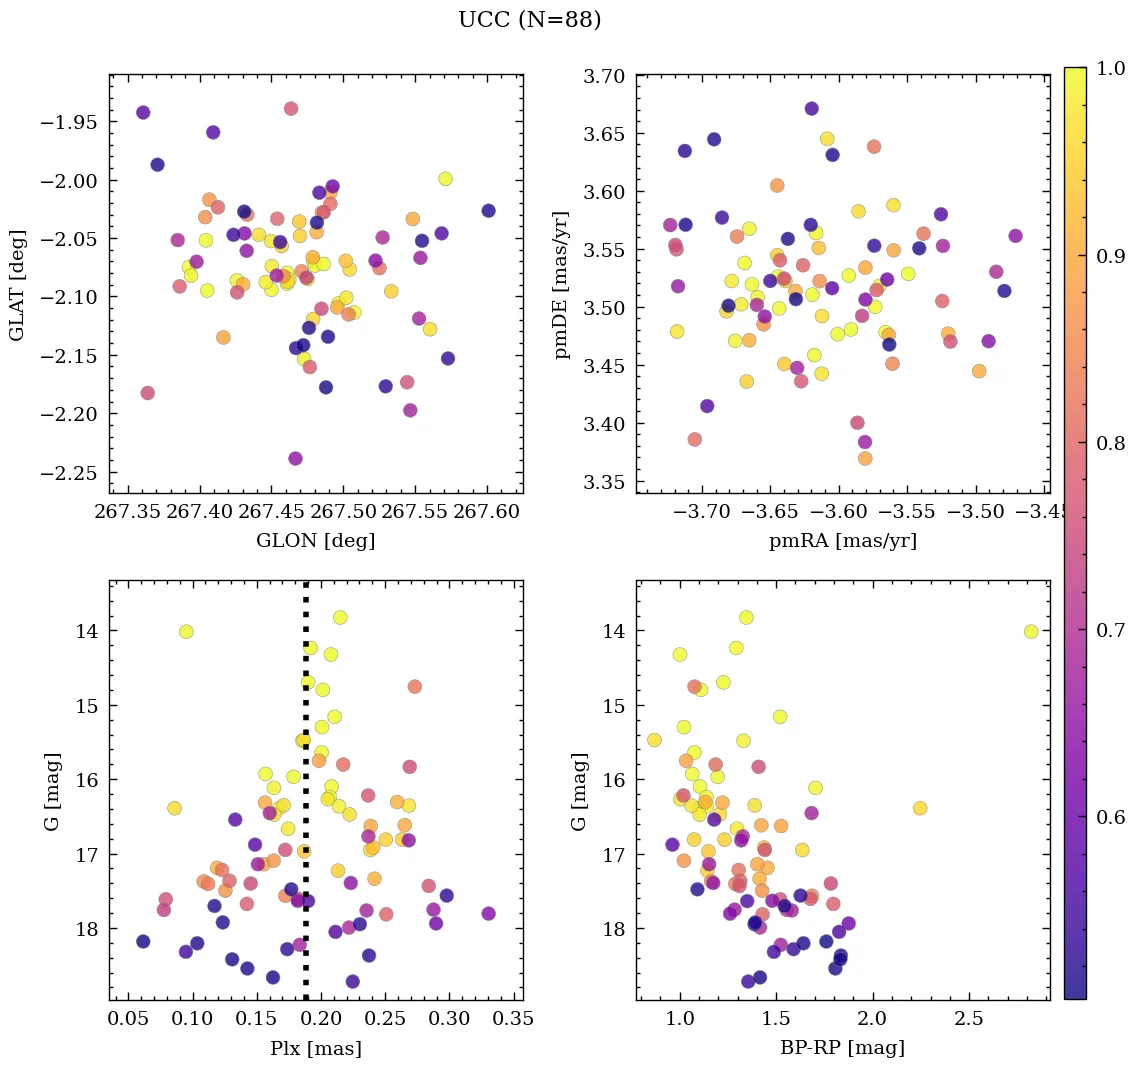 UCC (N=88)
−1.95
−2.00
−2.05
−2.10
−2.15
−2.20
−2.25
GLAT [deg]
267.35 267.40 267.45 267.50 267.55 267.60
GLON [deg]
3.70
3.65
3.60
3.55
3.50
3.45
3.40
3.35
pmDE [mas/yr]
−3.70 −3.65 −3.60 −3.55 −3.50 −3.45
pmRA [mas/yr]
1.0
0.9
0.8
0.7
0.6
14
15
16
17
18
G [mag]
0.05 0.10 0.15 0.20 0.25 0.30 0.35
Plx [mas]
14
15
16
17
18
G [mag]
1.0 1.5 2.0 2.5
BP-RP [mag]